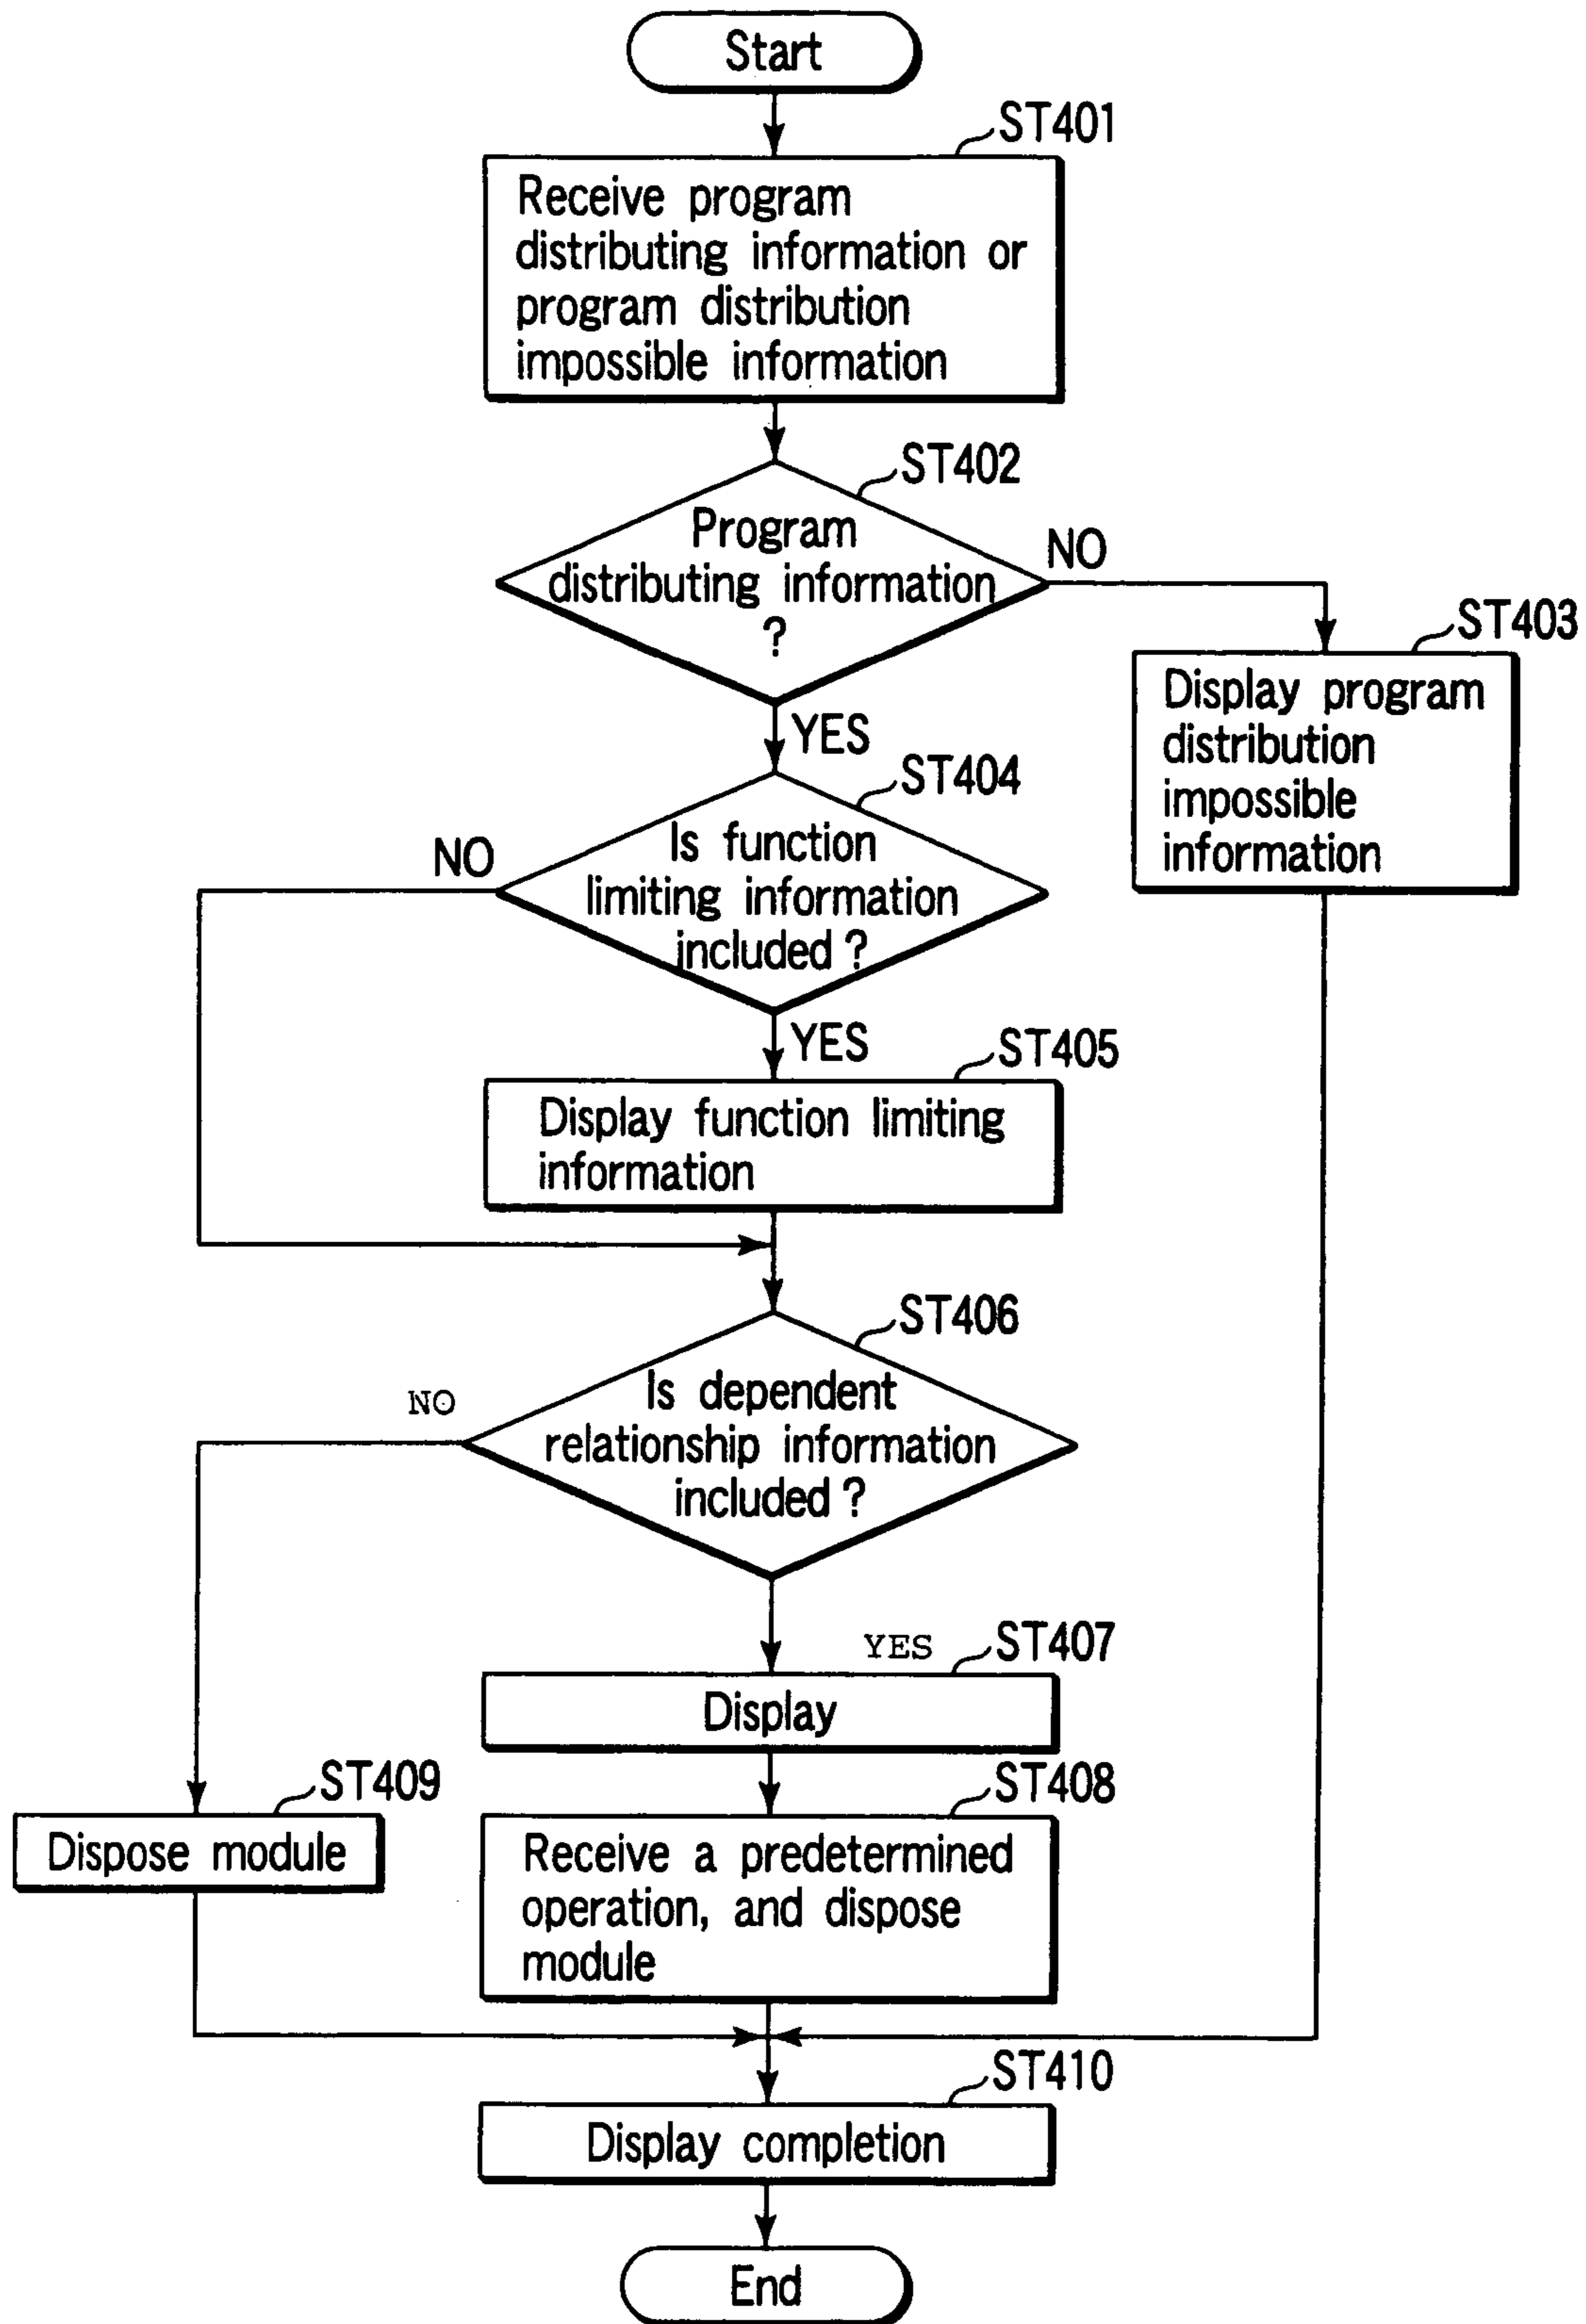 Start
ST401
Receive program
distributing information or
program distribution
impossible information
ST402
Program
distributing information
?
NO
YES
ST403
Display program
distribution
impossible
information
ST404
Is function
limiting information
included ?
NO
YES
ST405
Display function limiting
information
ST406
Is dependent
relationship information
included ?
NO
YES
ST407
Display
ST409
Dispose module
ST408
Receive a predetermined
operation, and dispose
module
ST410
Display completion
End